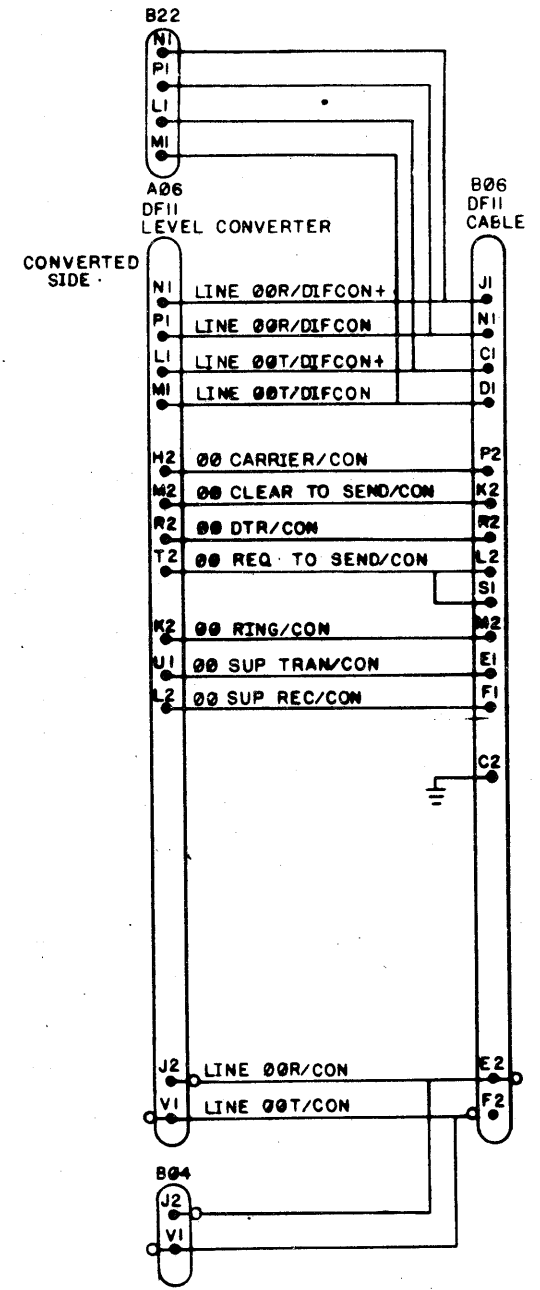 B22
N1
P1
L1
M1
A06
DF11
LEVEL CONVERTER
B06
DF11
CABLE
CONVERTED
SIDE
N1 LINE 00R/DIFCON+ J1
P1 LINE 00R/DIFCON N1
L1 LINE 00T/DIFCON+ C1
M1 LINE 00T/DIFCON D1
H2 00 CARRIER/CON P2
M2 00 CLEAR TO SEND/CON K2
R2 00 DTR/CON R2
T2 00 REQ TO SEND/CON L2
S1
K2 00 RING/CON M2
U1 00 SUP TRAN/CON E1
L2 00 SUP REC/CON F1
C2
J2 LINE 00R/CON E2
V1 LINE 00T/CON F2
B04
J2
V1